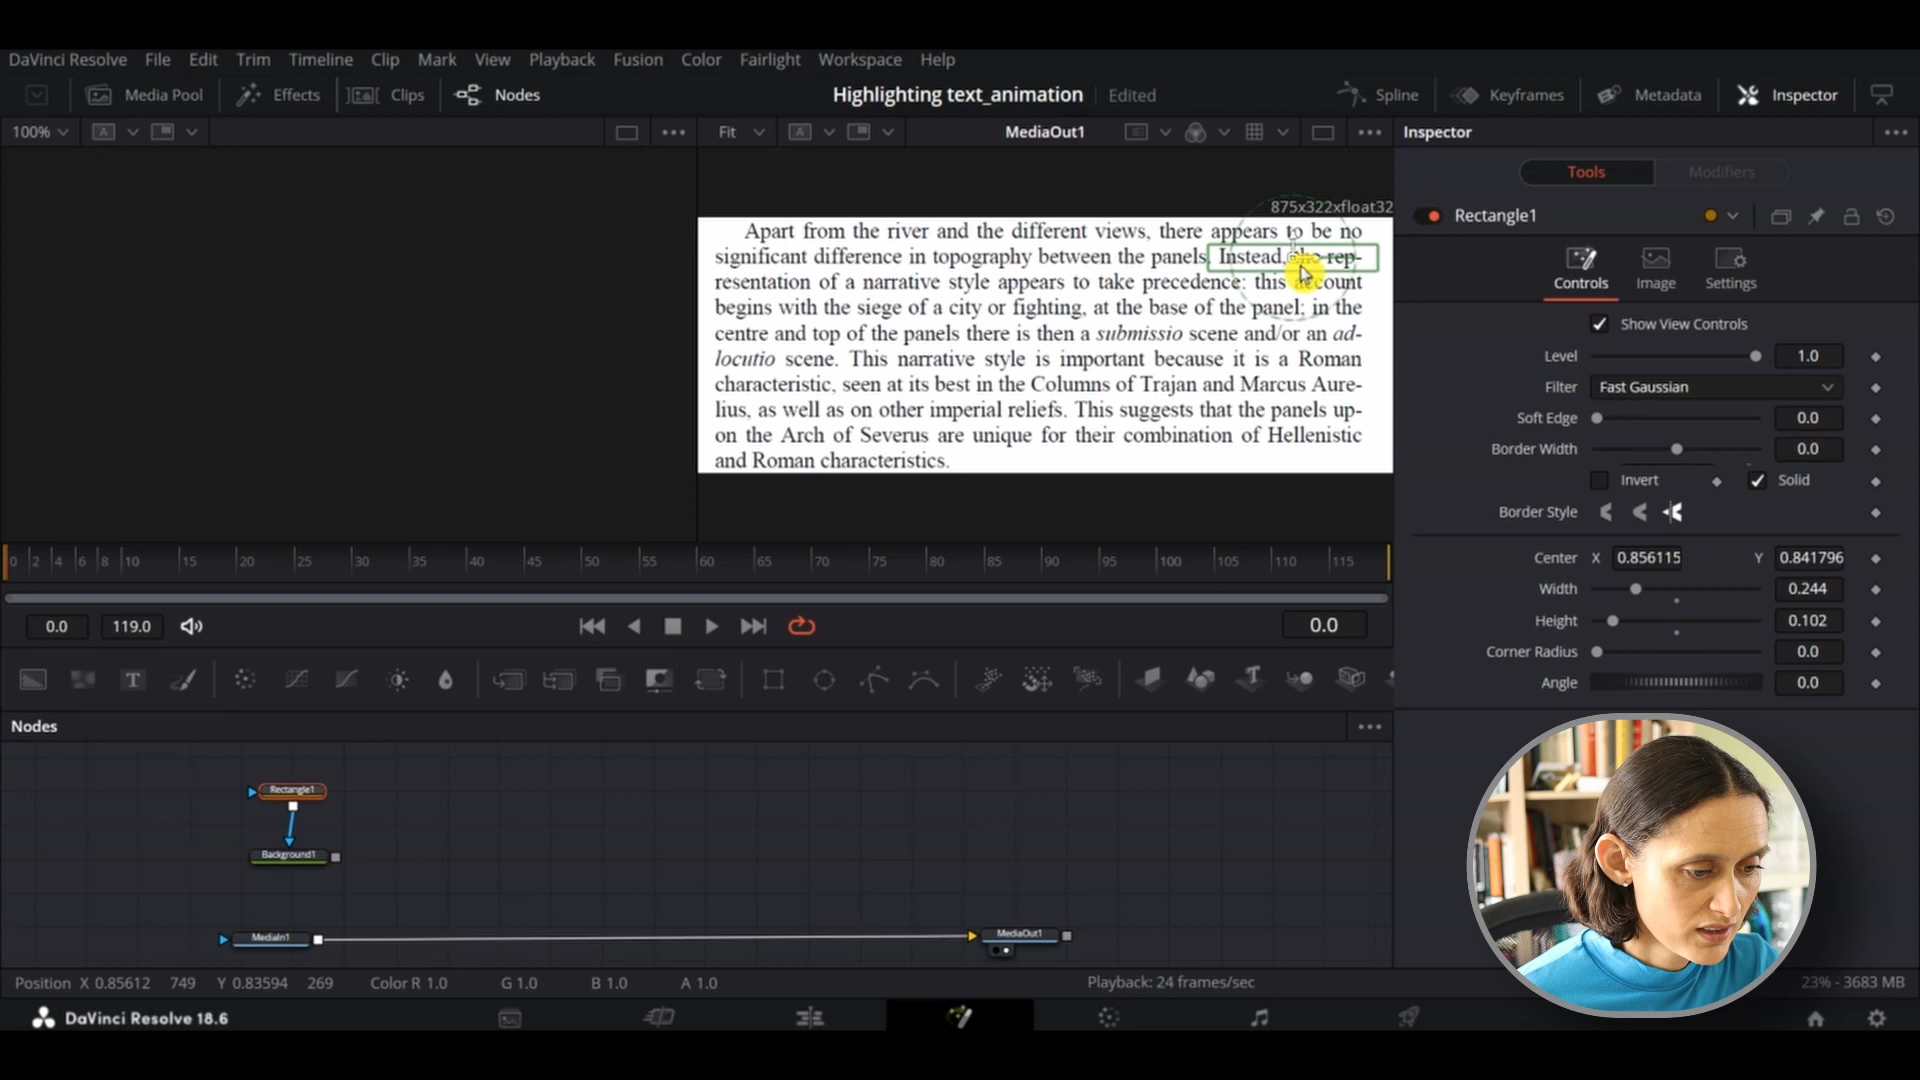 DaVinci Resolve File Edit Trim Timeline Clip Mark View Playback Fusion Color Fairlight Workspace Help
Media Pool Effects Clips Nodes Highlighting text_animation Edited Spline Keyframes Metadata Inspector
100% A Fit A MediaOut1 Inspector
Tools Modifiers
875x322xfloat32
Rectangle1
Controls Image Settings
Apart from the river and the different views, there appears to be no
significant difference in topography between the panels. Instead, rep-
resentation of a narrative style appears to take precedence: this account
begins with the siege of a city or fighting, at the base of the panel; in the
centre and top of the panels there is then a submissio scene and/or an ad-
locutio scene. This narrative style is important because it is a Roman
characteristic, seen at its best in the Columns of Trajan and Marcus Aure-
lius, as well as on other imperial reliefs. This suggests that the panels up-
on the Arch of Severus are unique for their combination of Hellenistic
and Roman characteristics.
Show View Controls
Level 1.0
Filter Fast Gaussian
Soft Edge 0.0
Border Width 0.0
Invert Solid
Border Style
Center X 0.856115 Y 0.841796
Width 0.244
Height 0.102
Corner Radius 0.0
Angle 0.0
0 2 4 6 8 10 15 20 25 30 35 40 45 50 55 60 65 70 75 80 85 90 95 100 105 110 115
0.0 119.0 0.0
T T
Nodes
Rectangle1
Background1
MediaIn1 MediaOut1
Position X 0.85612 749 Y 0.83594 269 Color R 1.0 G 1.0 B 1.0 A 1.0 Playback: 24 frames/sec 23% - 3683 MB
DaVinci Resolve 18.6